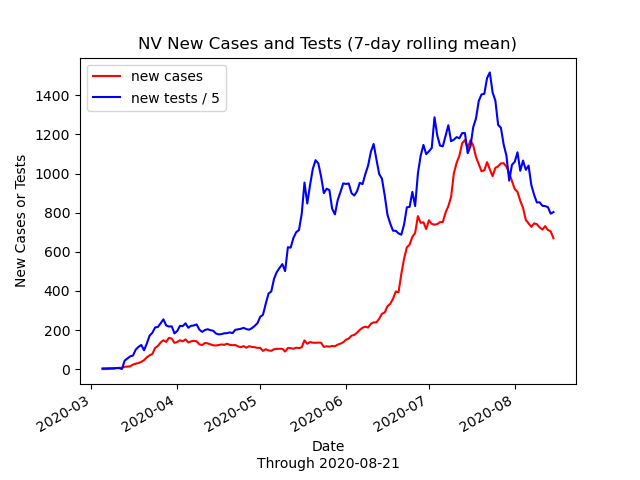 NV New Cases and Tests (7-day rolling mean)
new cases
new tests / 5
New Cases or Tests
1400
1200
1000
800
600
400
200
0
2020-03
2020-04
2020-05
2020-06
2020-07
2020-08
Date
Through 2020-08-21